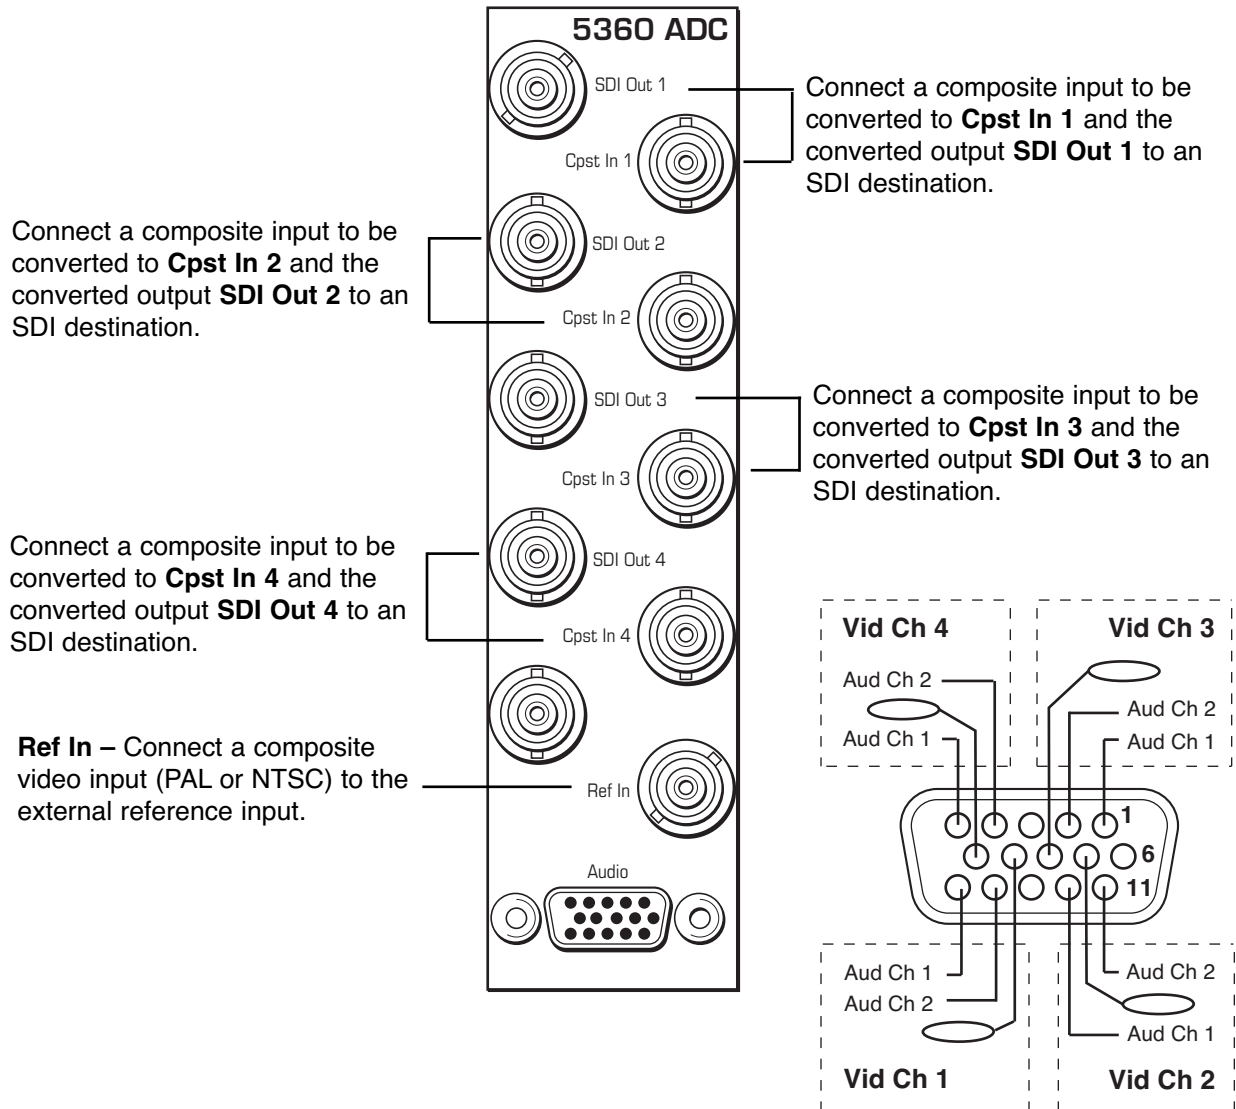 5360 ADC
SDI Out 1
Cpst In 1
SDI Out 2
Cpst In 2
SDI Out 3
Cpst In 3
SDI Out 4
Cpst In 4
Ref In
Audio
Connect a composite input to be
converted to Cpst In 1 and the
converted output SDI Out 1 to an
SDI destination.
Connect a composite input to be
converted to Cpst In 2 and the
converted output SDI Out 2 to an
SDI destination.
Connect a composite input to be
converted to Cpst In 3 and the
converted output SDI Out 3 to an
SDI destination.
Connect a composite input to be
converted to Cpst In 4 and the
converted output SDI Out 4 to an
SDI destination.
Ref In – Connect a composite
video input (PAL or NTSC) to the
external reference input.
Vid Ch 4
Aud Ch 2
Aud Ch 1
Vid Ch 3
Aud Ch 2
Aud Ch 1
1
6
11
Aud Ch 1
Aud Ch 2
Vid Ch 1
Aud Ch 2
Aud Ch 1
Vid Ch 2